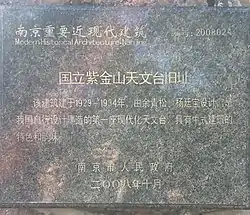 南京重要近现代建筑
Modern Historical Architecture Nanjing
编号:2008024
国立紫金山天文台旧址
该建筑建于1929－1934年,由余青松、杨廷宝设计,是
我国自行设计建造的第一座现代化天文台,具有中式建筑的
特色和
南京市人民政府
二〇〇八年十月